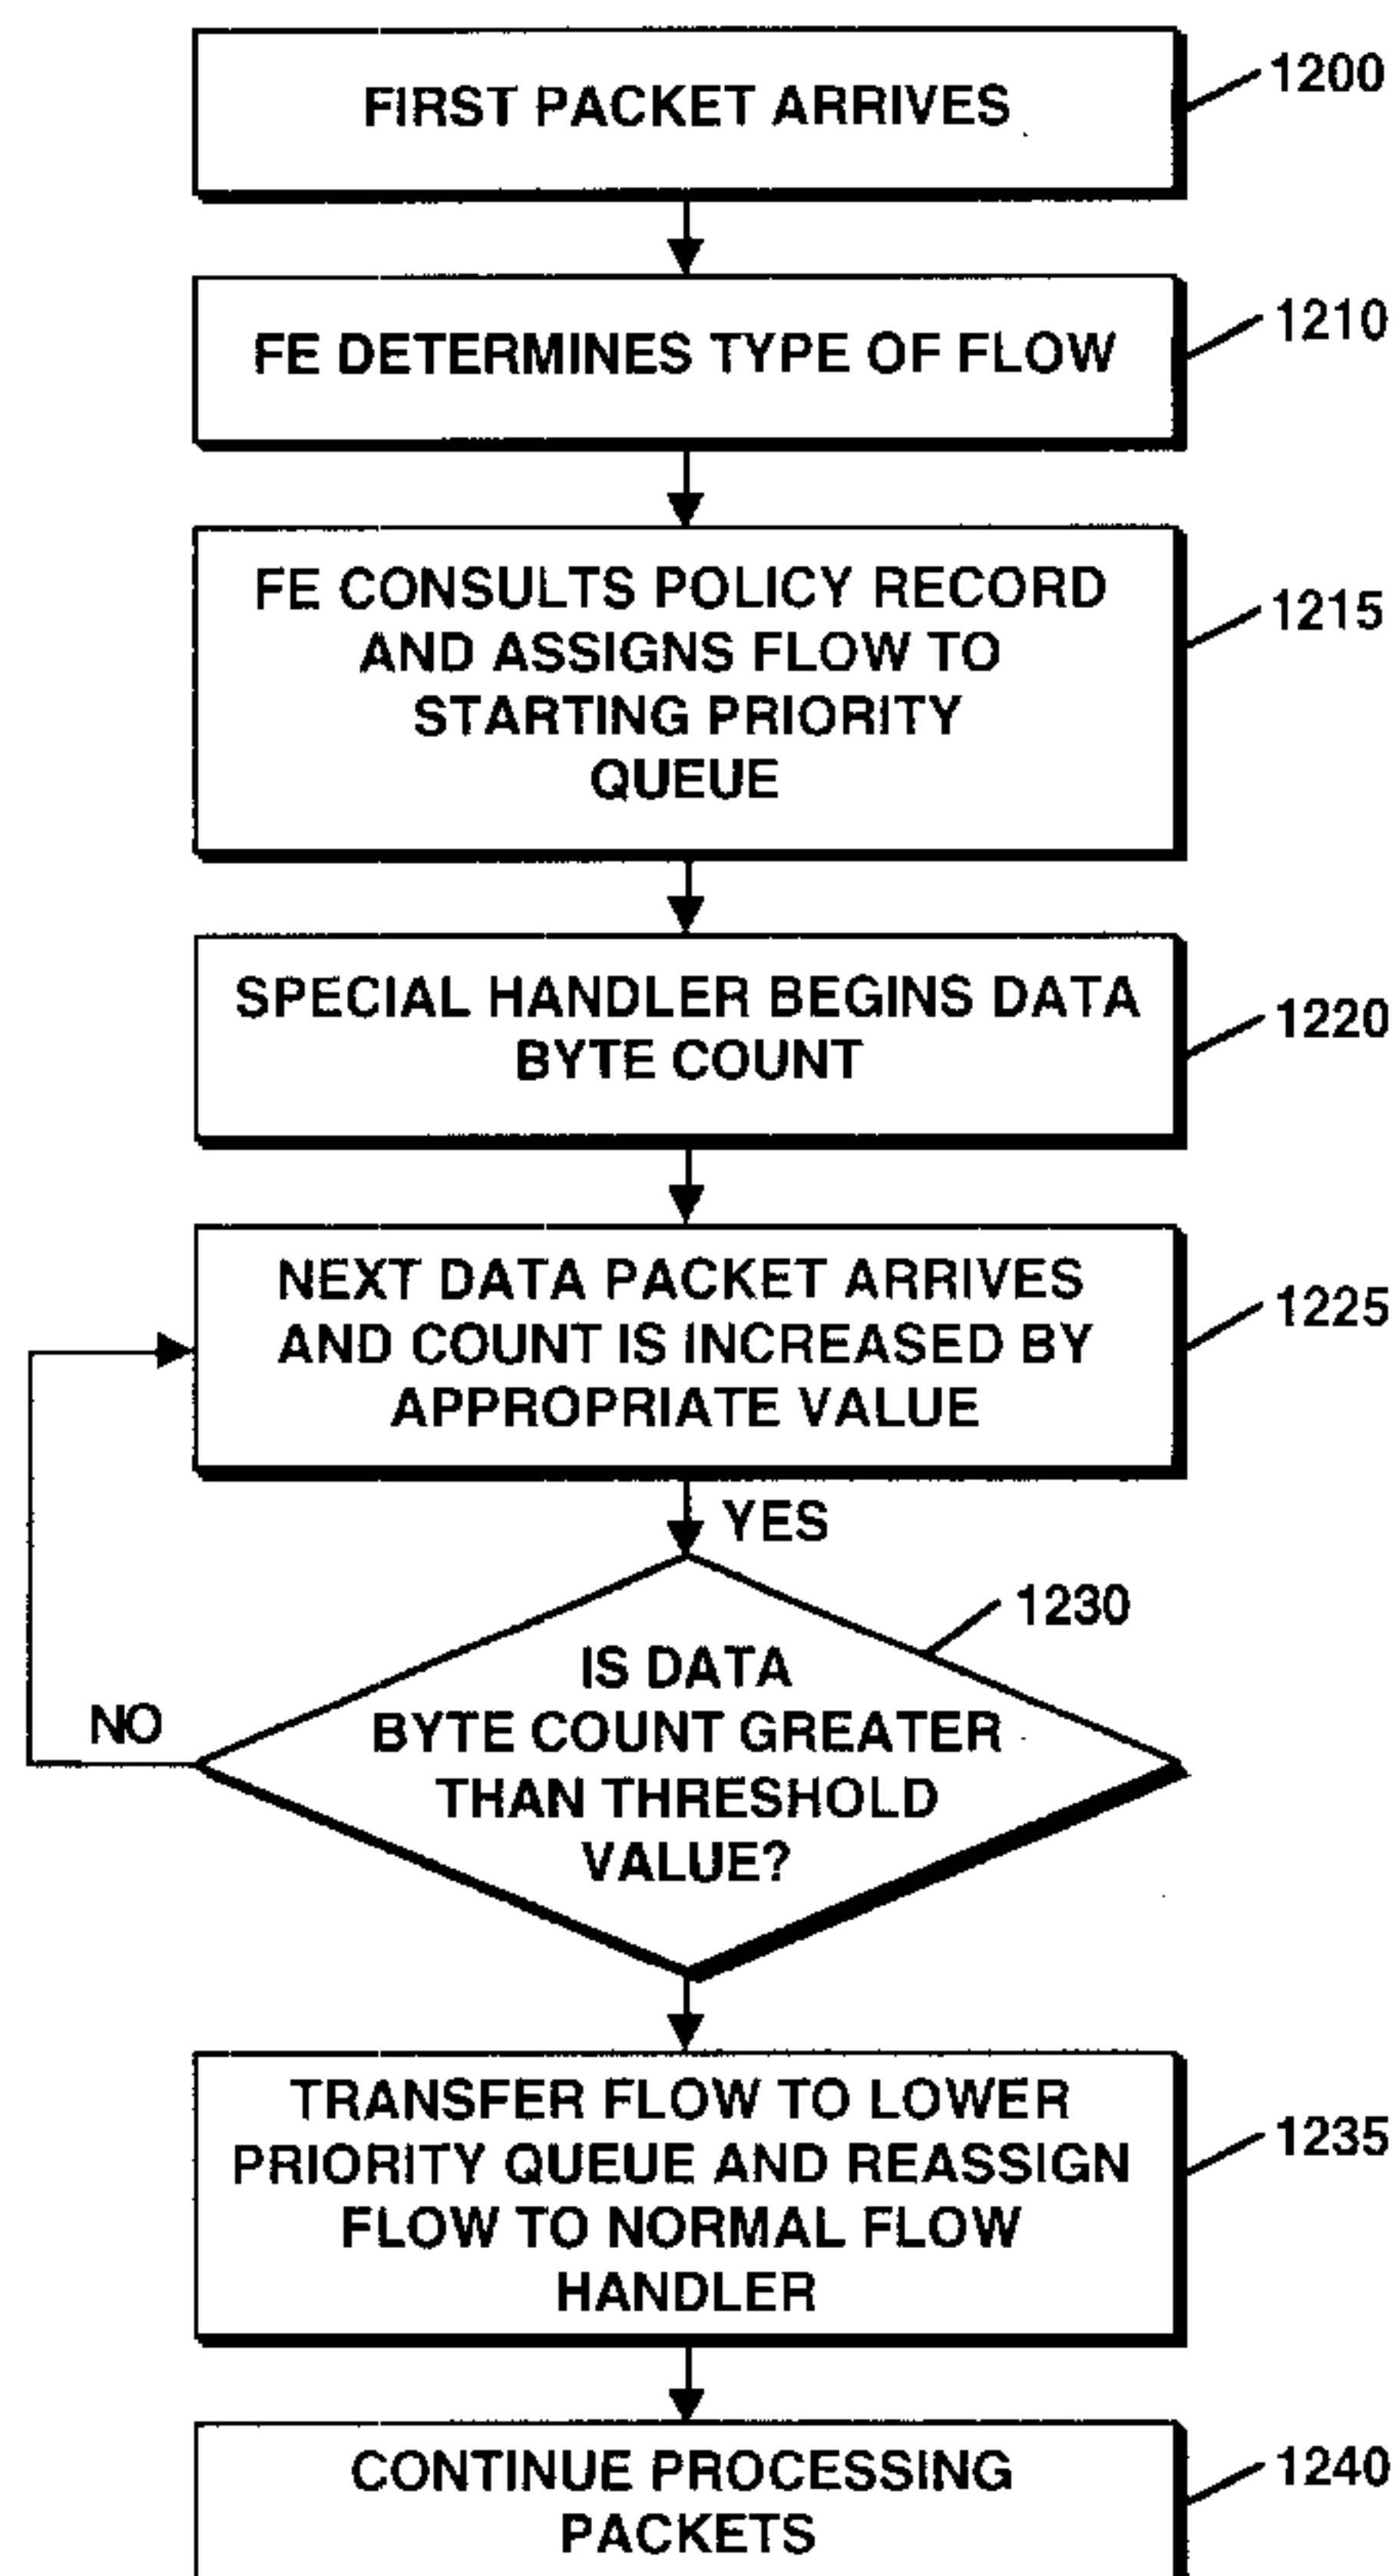 FIRST PACKET ARRIVES
1200
FE DETERMINES TYPE OF FLOW
1210
FE CONSULTS POLICY RECORD
AND ASSIGNS FLOW TO
STARTING PRIORITY
QUEUE
1215
SPECIAL HANDLER BEGINS DATA
BYTE COUNT
1220
NEXT DATA PACKET ARRIVES
AND COUNT IS INCREASED BY
APPROPRIATE VALUE
1225
YES
1230
IS DATA
BYTE COUNT GREATER
THAN THRESHOLD
VALUE?
NO
TRANSFER FLOW TO LOWER
PRIORITY QUEUE AND REASSIGN
FLOW TO NORMAL FLOW
HANDLER
1235
CONTINUE PROCESSING
PACKETS
1240